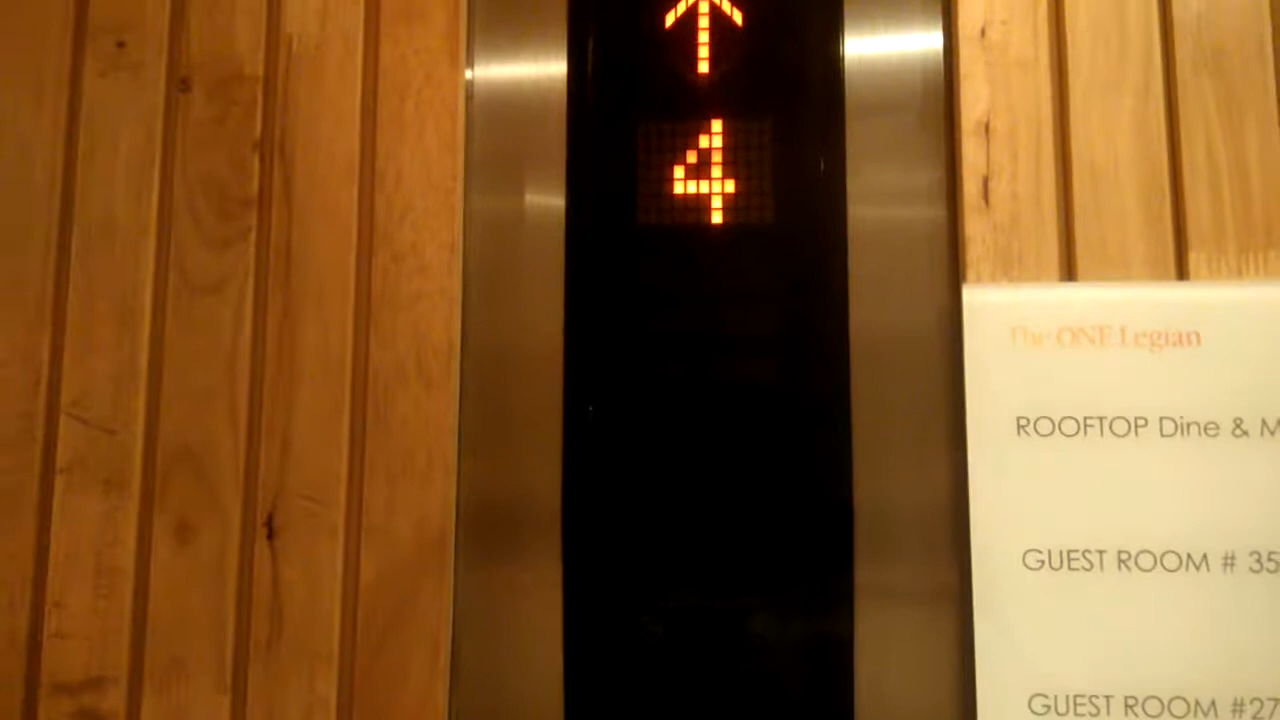 4
The ONE Legian
ROOFTOP Dine & M
GUEST ROOM # 35
GUEST ROOM #27